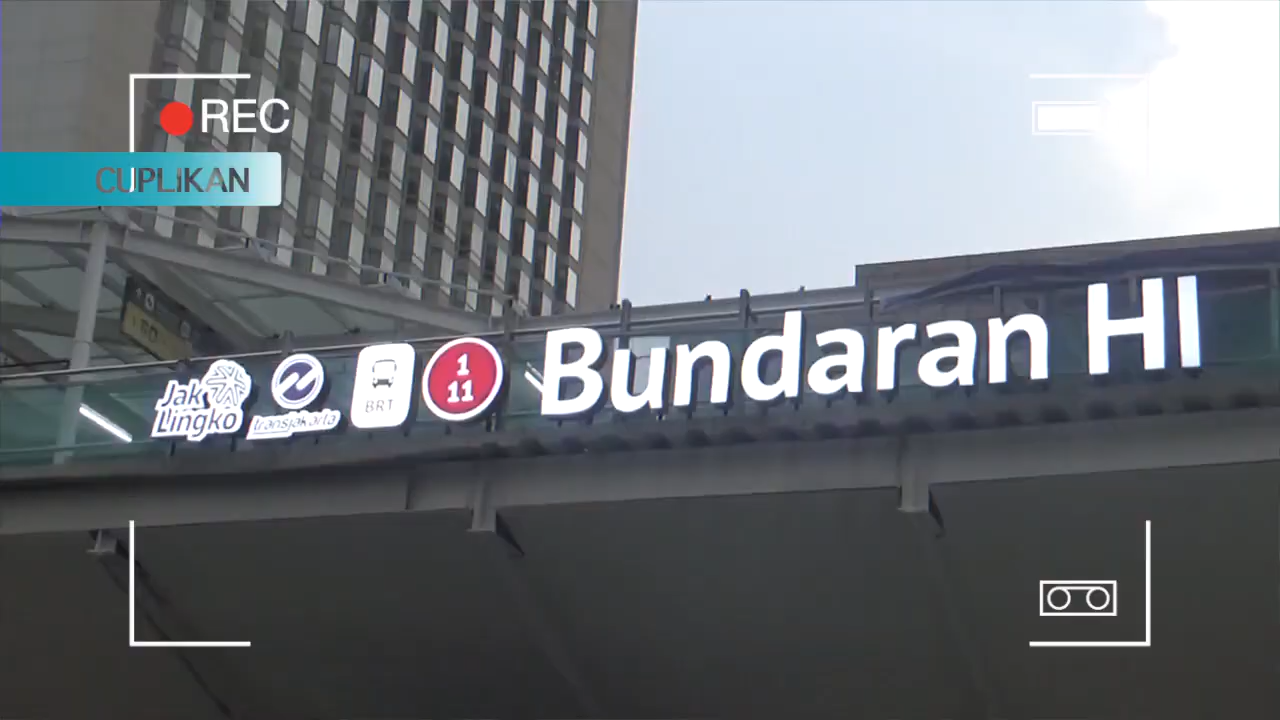 REC
CUPLIKAN
Jak Lingko
transjakarta
BRT
1
11
Bundaran HI